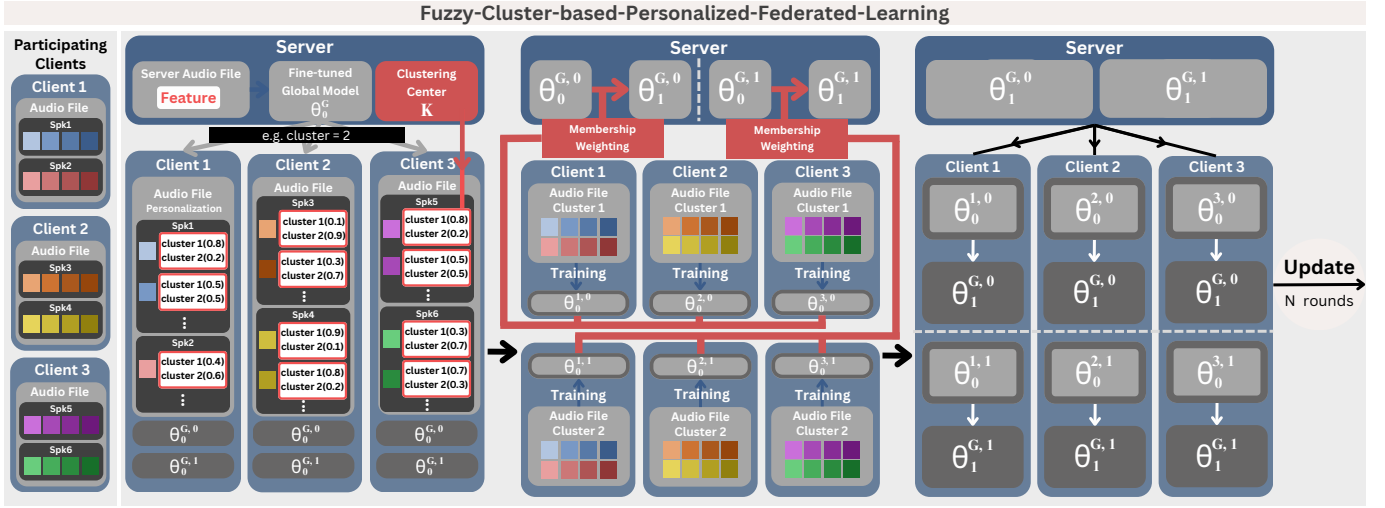 Fuzzy-Cluster-based-Personalized-Federated-Learning
Participating
Clients
Client 1
Audio File
Spk1
Spk2
Client 2
Audio File
Spk3
Spk4
Client 3
Audio File
Spk5
Spk6
Server
Server Audio File
Feature
Fine-tuned
Global Model
θ₀ᴳ
Clustering
Center
K
e.g. cluster = 2
Client 1
Audio File
Personalization
Spk1
cluster 1(0.8)
cluster 2(0.2)
cluster 1(0.5)
cluster 2(0.5)
⋮
Spk2
cluster 1(0.4)
cluster 2(0.6)
⋮
θ₀ᴳ,⁰
θ₀ᴳ,¹
Client 2
Audio File
Spk3
cluster 1(0.1)
cluster 2(0.9)
cluster 1(0.3)
cluster 2(0.7)
⋮
Spk4
cluster 1(0.9)
cluster 2(0.1)
cluster 1(0.8)
cluster 2(0.2)
⋮
θ₀ᴳ,⁰
θ₀ᴳ,¹
Client 3
Audio File
Spk5
cluster 1(0.8)
cluster 2(0.2)
cluster 1(0.5)
cluster 2(0.5)
⋮
Spk6
cluster 1(0.3)
cluster 2(0.7)
cluster 1(0.7)
cluster 2(0.3)
⋮
θ₀ᴳ,⁰
θ₀ᴳ,¹
Server
θ₀ᴳ,⁰
θ₁ᴳ,⁰
θ₀ᴳ,¹
θ₁ᴳ,¹
Membership
Weighting
Membership
Weighting
Client 1
Audio File
Cluster 1
Training
θ₀¹,⁰
Client 2
Audio File
Cluster 1
Training
θ₀²,⁰
Client 3
Audio File
Cluster 1
Training
θ₀³,⁰
θ₀¹,¹
Training
Audio File
Cluster 2
θ₀²,¹
Training
Audio File
Cluster 2
θ₀³,¹
Training
Audio File
Cluster 2
Server
θ₁ᴳ,⁰
θ₁ᴳ,¹
Client 1
θ₀¹,⁰
θ₁ᴳ,⁰
θ₀¹,¹
θ₁ᴳ,¹
Client 2
θ₀²,⁰
θ₁ᴳ,⁰
θ₀²,¹
θ₁ᴳ,¹
Client 3
θ₀³,⁰
θ₁ᴳ,⁰
θ₀³,¹
θ₁ᴳ,¹
Update
N rounds